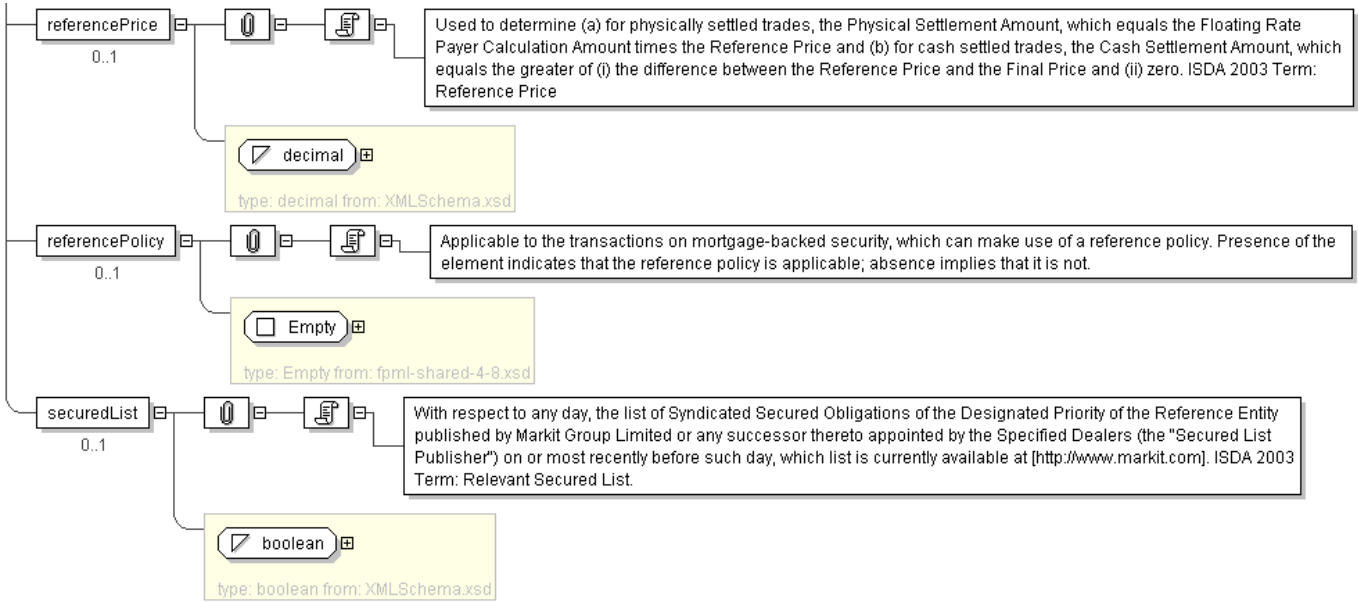 referencePrice
0..1
Used to determine (a) for physically settled trades, the Physical Settlement Amount, which equals the Floating Rate
Payer Calculation Amount times the Reference Price and (b) for cash settled trades, the Cash Settlement Amount, which
equals the greater of (i) the difference between the Reference Price and the Final Price and (ii) zero. ISDA 2003 Term:
Reference Price
decimal
type: decimal from: XMLSchema.xsd
referencePolicy
0..1
Applicable to the transactions on mortgage-backed security, which can make use of a reference policy. Presence of the
element indicates that the reference policy is applicable; absence implies that it is not.
Empty
type: Empty from: fpml-shared-4-8.xsd
securedList
0..1
With respect to any day, the list of Syndicated Secured Obligations of the Designated Priority of the Reference Entity
published by Markit Group Limited or any successor thereto appointed by the Specified Dealers (the "Secured List
Publisher") on or most recently before such day, which list is currently available at [http://www.markit.com]. ISDA 2003
Term: Relevant Secured List.
boolean
type: boolean from: XMLSchema.xsd